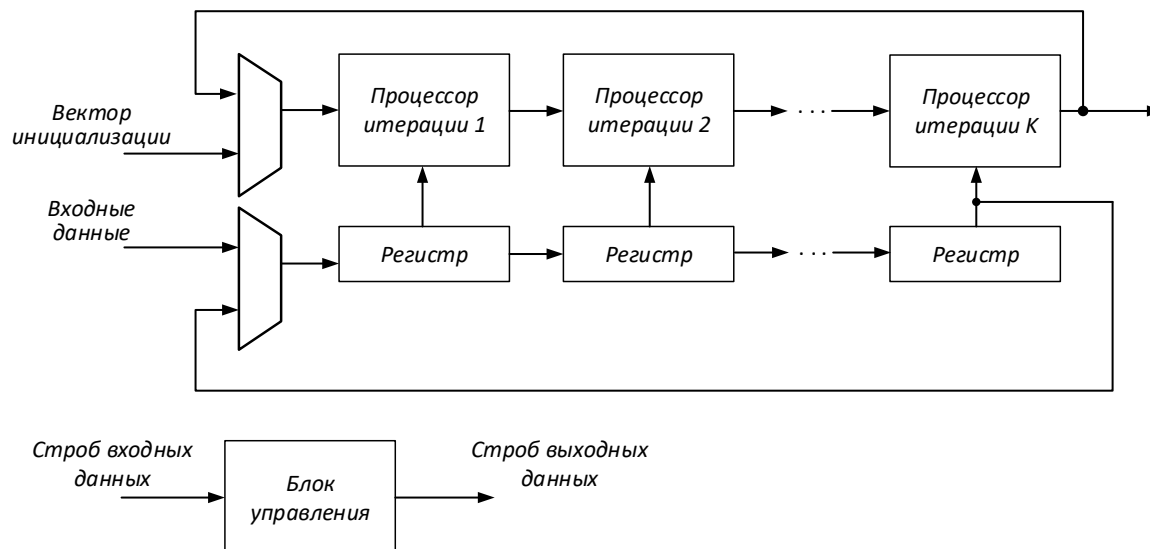 Вектор
инициализации
Процессор
итерации 1
Процессор
итерации 2
. . .
Процессор
итерации K
Входные
данные
Регистр
Регистр
. . .
Регистр
Строб входных
данных
Блок
управления
Строб выходных
данных